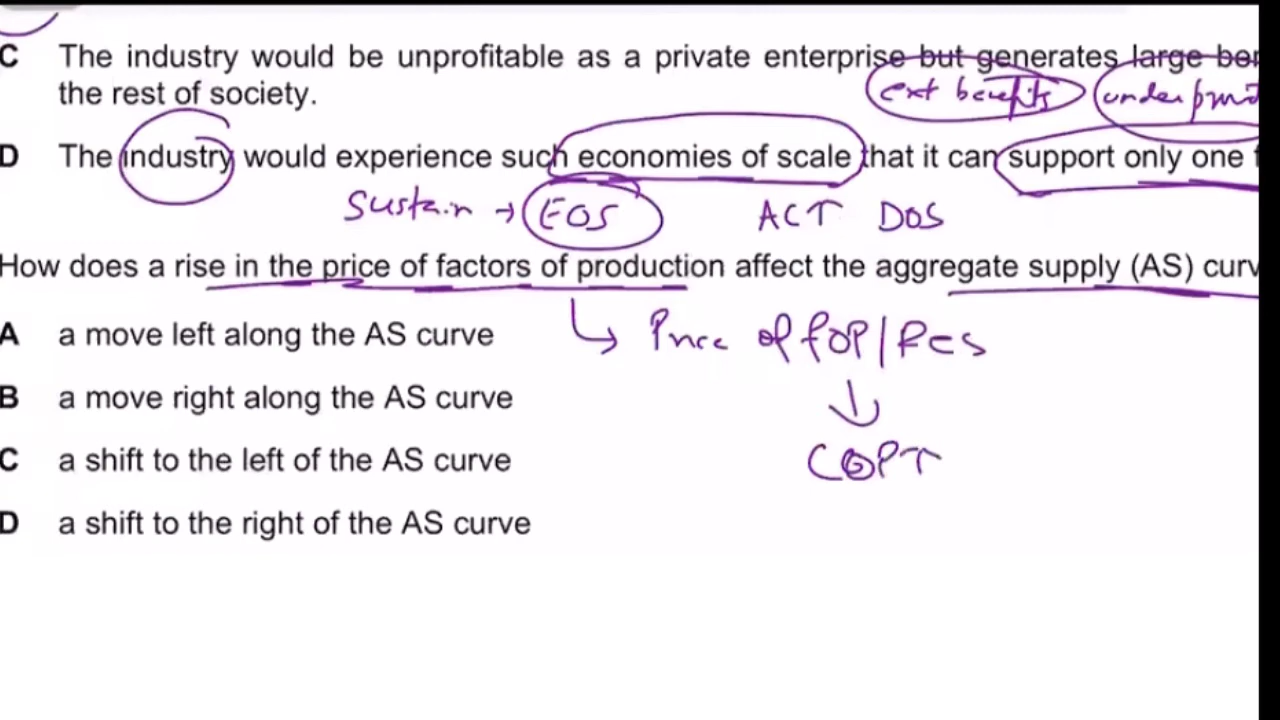 C The industry would be unprofitable as a private enterprise but generates large ber
the rest of society.
ext benefits under
D The industry would experience such economies of scale that it can support only one f
Sustain → EOS ACT DOS
How does a rise in the price of factors of production affect the aggregate supply (AS) curv
A a move left along the AS curve
Price of fOP/Res
B a move right along the AS curve
C a shift to the left of the AS curve
COP↑
D a shift to the right of the AS curve